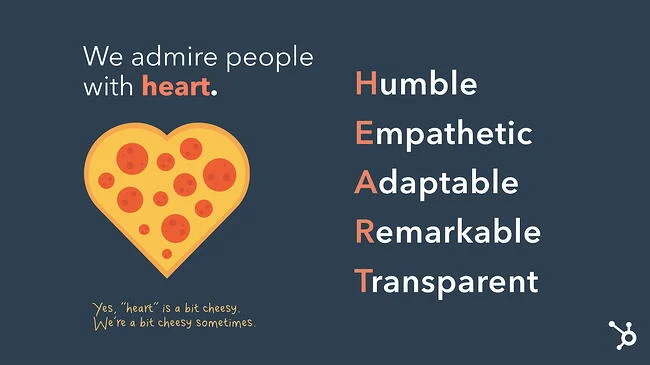 We admire people
with heart.
Yes, "heart" is a bit cheesy.
We're a bit cheesy sometimes.
Humble
Empathetic
Adaptable
Remarkable
Transparent